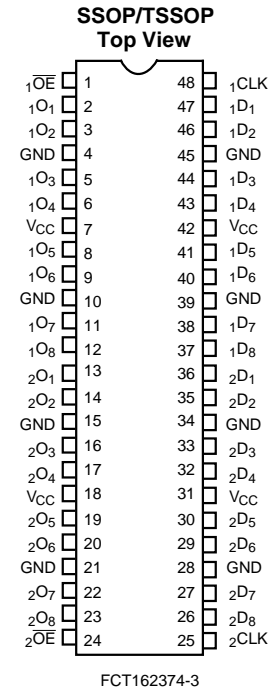 SSOP/TSSOP
Top View
1OE 1 48 1CLK
1O1 2 47 1D1
1O2 3 46 1D2
GND 4 45 GND
1O3 5 44 1D3
1O4 6 43 1D4
VCC 7 42 VCC
1O5 8 41 1D5
1O6 9 40 1D6
GND 10 39 GND
1O7 11 38 1D7
1O8 12 37 1D8
2O1 13 36 2D1
2O2 14 35 2D2
GND 15 34 GND
2O3 16 33 2D3
2O4 17 32 2D4
VCC 18 31 VCC
2O5 19 30 2D5
2O6 20 29 2D6
GND 21 28 GND
2O7 22 27 2D7
2O8 23 26 2D8
2OE 24 25 2CLK
FCT162374-3